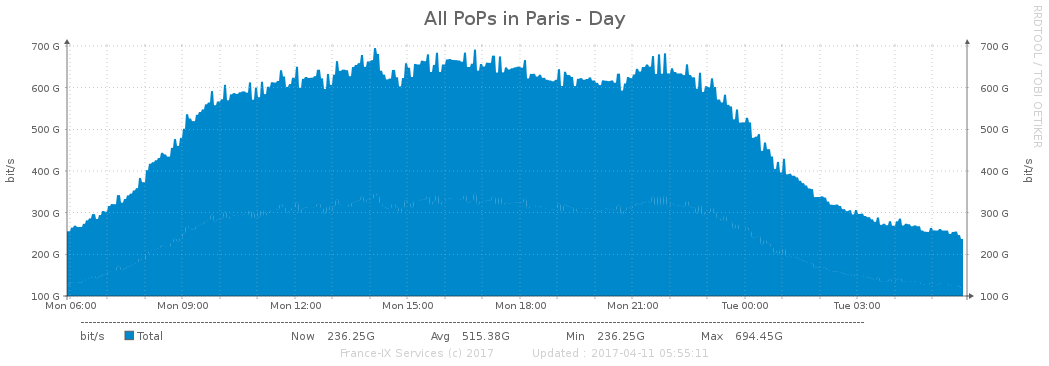 All PoPs in Paris - Day
RRDTOOL / TOBI OETIKER
700 G 700 G
600 G 600 G
500 G 500 G
400 G 400 G
300 G 300 G
200 G 200 G
100 G 100 G
bit/s bit/s
Mon 06:00 Mon 09:00 Mon 12:00 Mon 15:00 Mon 18:00 Mon 21:00 Tue 00:00 Tue 03:00
bit/s Total Now 236.25G Avg 515.38G Min 236.25G Max 694.45G
France-IX Services (c) 2017 Updated : 2017-04-11 05:55:11